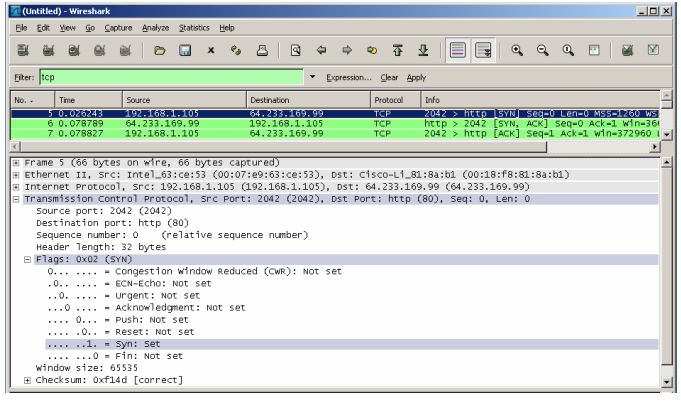 (Untitled) - Wireshark
File Edit View Go Capture Analyze Statistics Help
Filter: tcp Expression... Clear Apply
No. . Time Source Destination Protocol Info
5 0.026243 192.168.1.105 64.233.169.99 TCP 2042 > http [SYN] Seq=0 Len=0 MSS=1260 WS
6 0.078789 64.233.169.99 192.168.1.105 TCP http > 2042 [SYN, ACK] Seq=0 Ack=1 Win=
7 0.078827 192.168.1.105 64.233.169.99 TCP 2042 > http [ACK] Seq=1 Ack=1 Win=372960
Frame 5 (66 bytes on wire, 66 bytes captured)
Ethernet II, Src: Intel_63:ce:53 (00:07:e9:63:ce:53), Dst: Cisco-Li_81:8a:b1 (00:18:f8:81:8a:b1)
Internet Protocol, Src: 192.168.1.105 (192.168.1.105), Dst: 64.233.169.99 (64.233.169.99)
Transmission Control Protocol, Src Port: 2042 (2042), Dst Port: http (80), Seq: 0, Len: 0
Source port: 2042 (2042)
Destination port: http (80)
Sequence number: 0 (relative sequence number)
Header length: 32 bytes
Flags: 0x02 (SYN)
0... .... = Congestion Window Reduced (CWR): Not set
.0.. .... = ECN-Echo: Not set
..0. .... = Urgent: Not set
...0 .... = Acknowledgment: Not set
.... 0... = Push: Not set
.... .0.. = Reset: Not set
.... ..1. = Syn: Set
.... ...0 = Fin: Not set
Window size: 65535
Checksum: 0xf14d [correct]